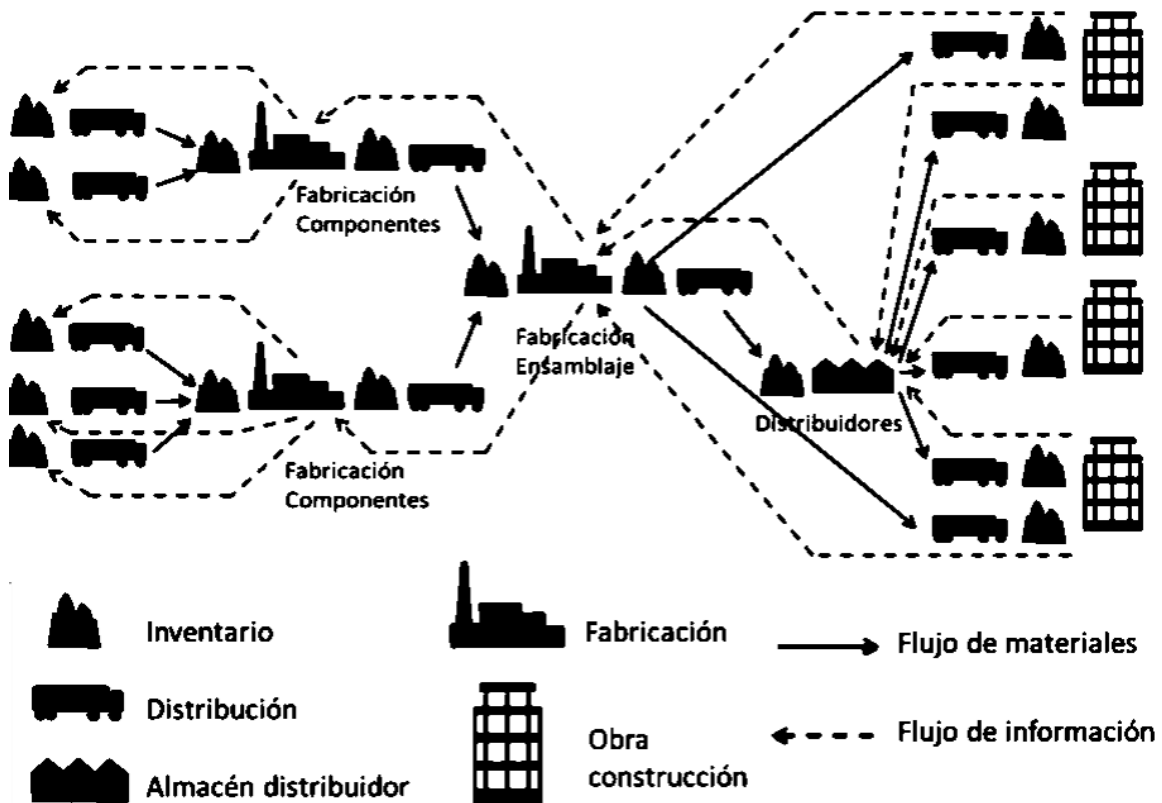 Fabricación
Componentes
Fabricación
Ensamblaje
Distribuidores
Fabricación
Componentes
Inventario
Fabricación
Flujo de materiales
Distribución
Obra
construcción
Flujo de información
Almacén distribuidor